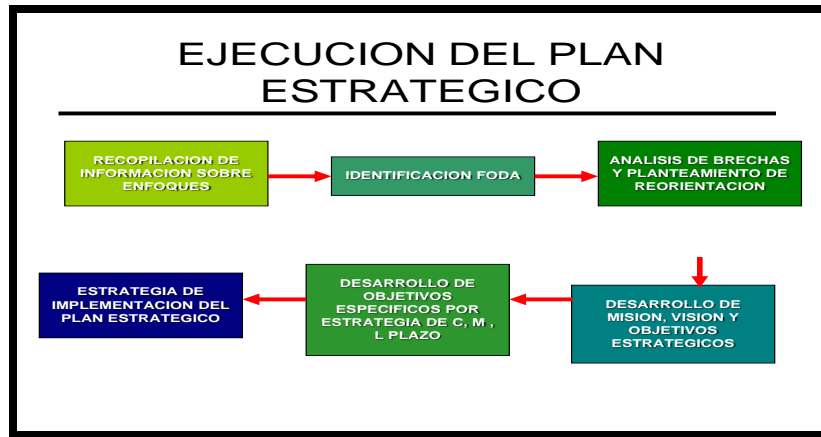 EJECUCION DEL PLAN
ESTRATEGICO
RECOPILACION DE
INFORMACION SOBRE
ENFOQUES
IDENTIFICACION FODA
ANALISIS DE BRECHAS
Y PLANTEAMIENTO DE
REORIENTACION
DESARROLLO DE
MISION, VISION Y
OBJETIVOS
ESTRATEGICOS
DESARROLLO DE
OBJETIVOS
ESPECIFICOS POR
ESTRATEGIA DE C, M ,
L PLAZO
ESTRATEGIA DE
IMPLEMENTACION DEL
PLAN ESTRATEGICO